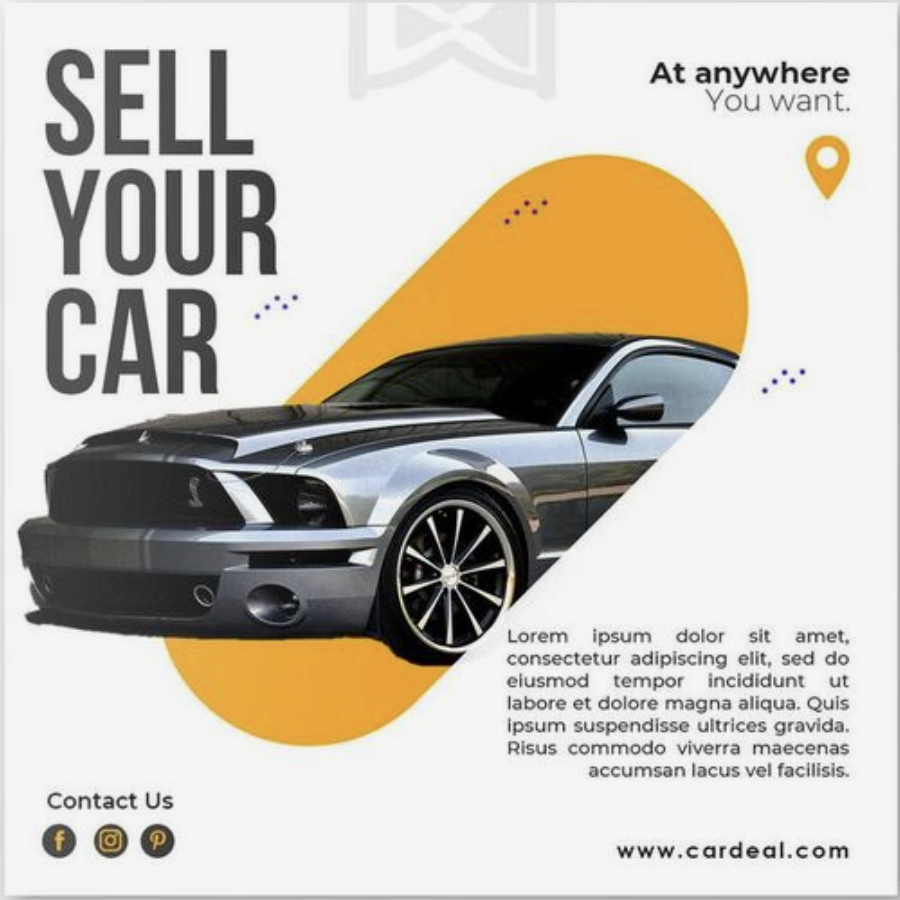 SELL
YOUR
CAR
At anywhere
You want.
Lorem ipsum dolor sit amet,
consectetur adipiscing elit, sed do
eiusmod tempor incididunt ut
labore et dolore magna aliqua. Quis
ipsum suspendisse ultrices gravida.
Risus commodo viverra maecenas
accumsan lacus vel facilisis.
Contact Us
www.cardeal.com